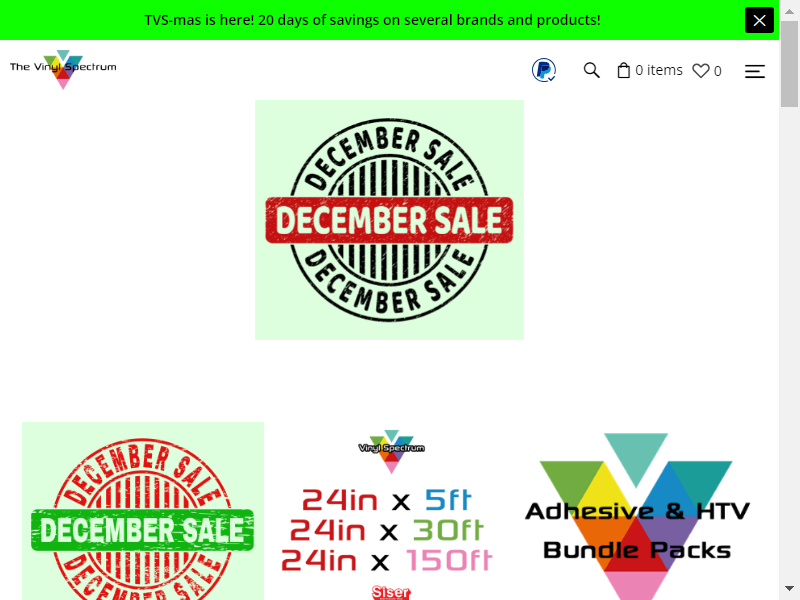 TVS-mas is here! 20 days of savings on several brands and products!
The Vinyl Spectrum
0 items
0
DECEMBER SALE
DECEMBER SALE
DECEMBER SALE
DECEMBER SALE
DECEMBER SALE
DECEMBER SALE
Vinyl Spectrum
24in x 5ft
24in x 30ft
24in x 150ft
Siser
Adhesive & HTV
Bundle Packs